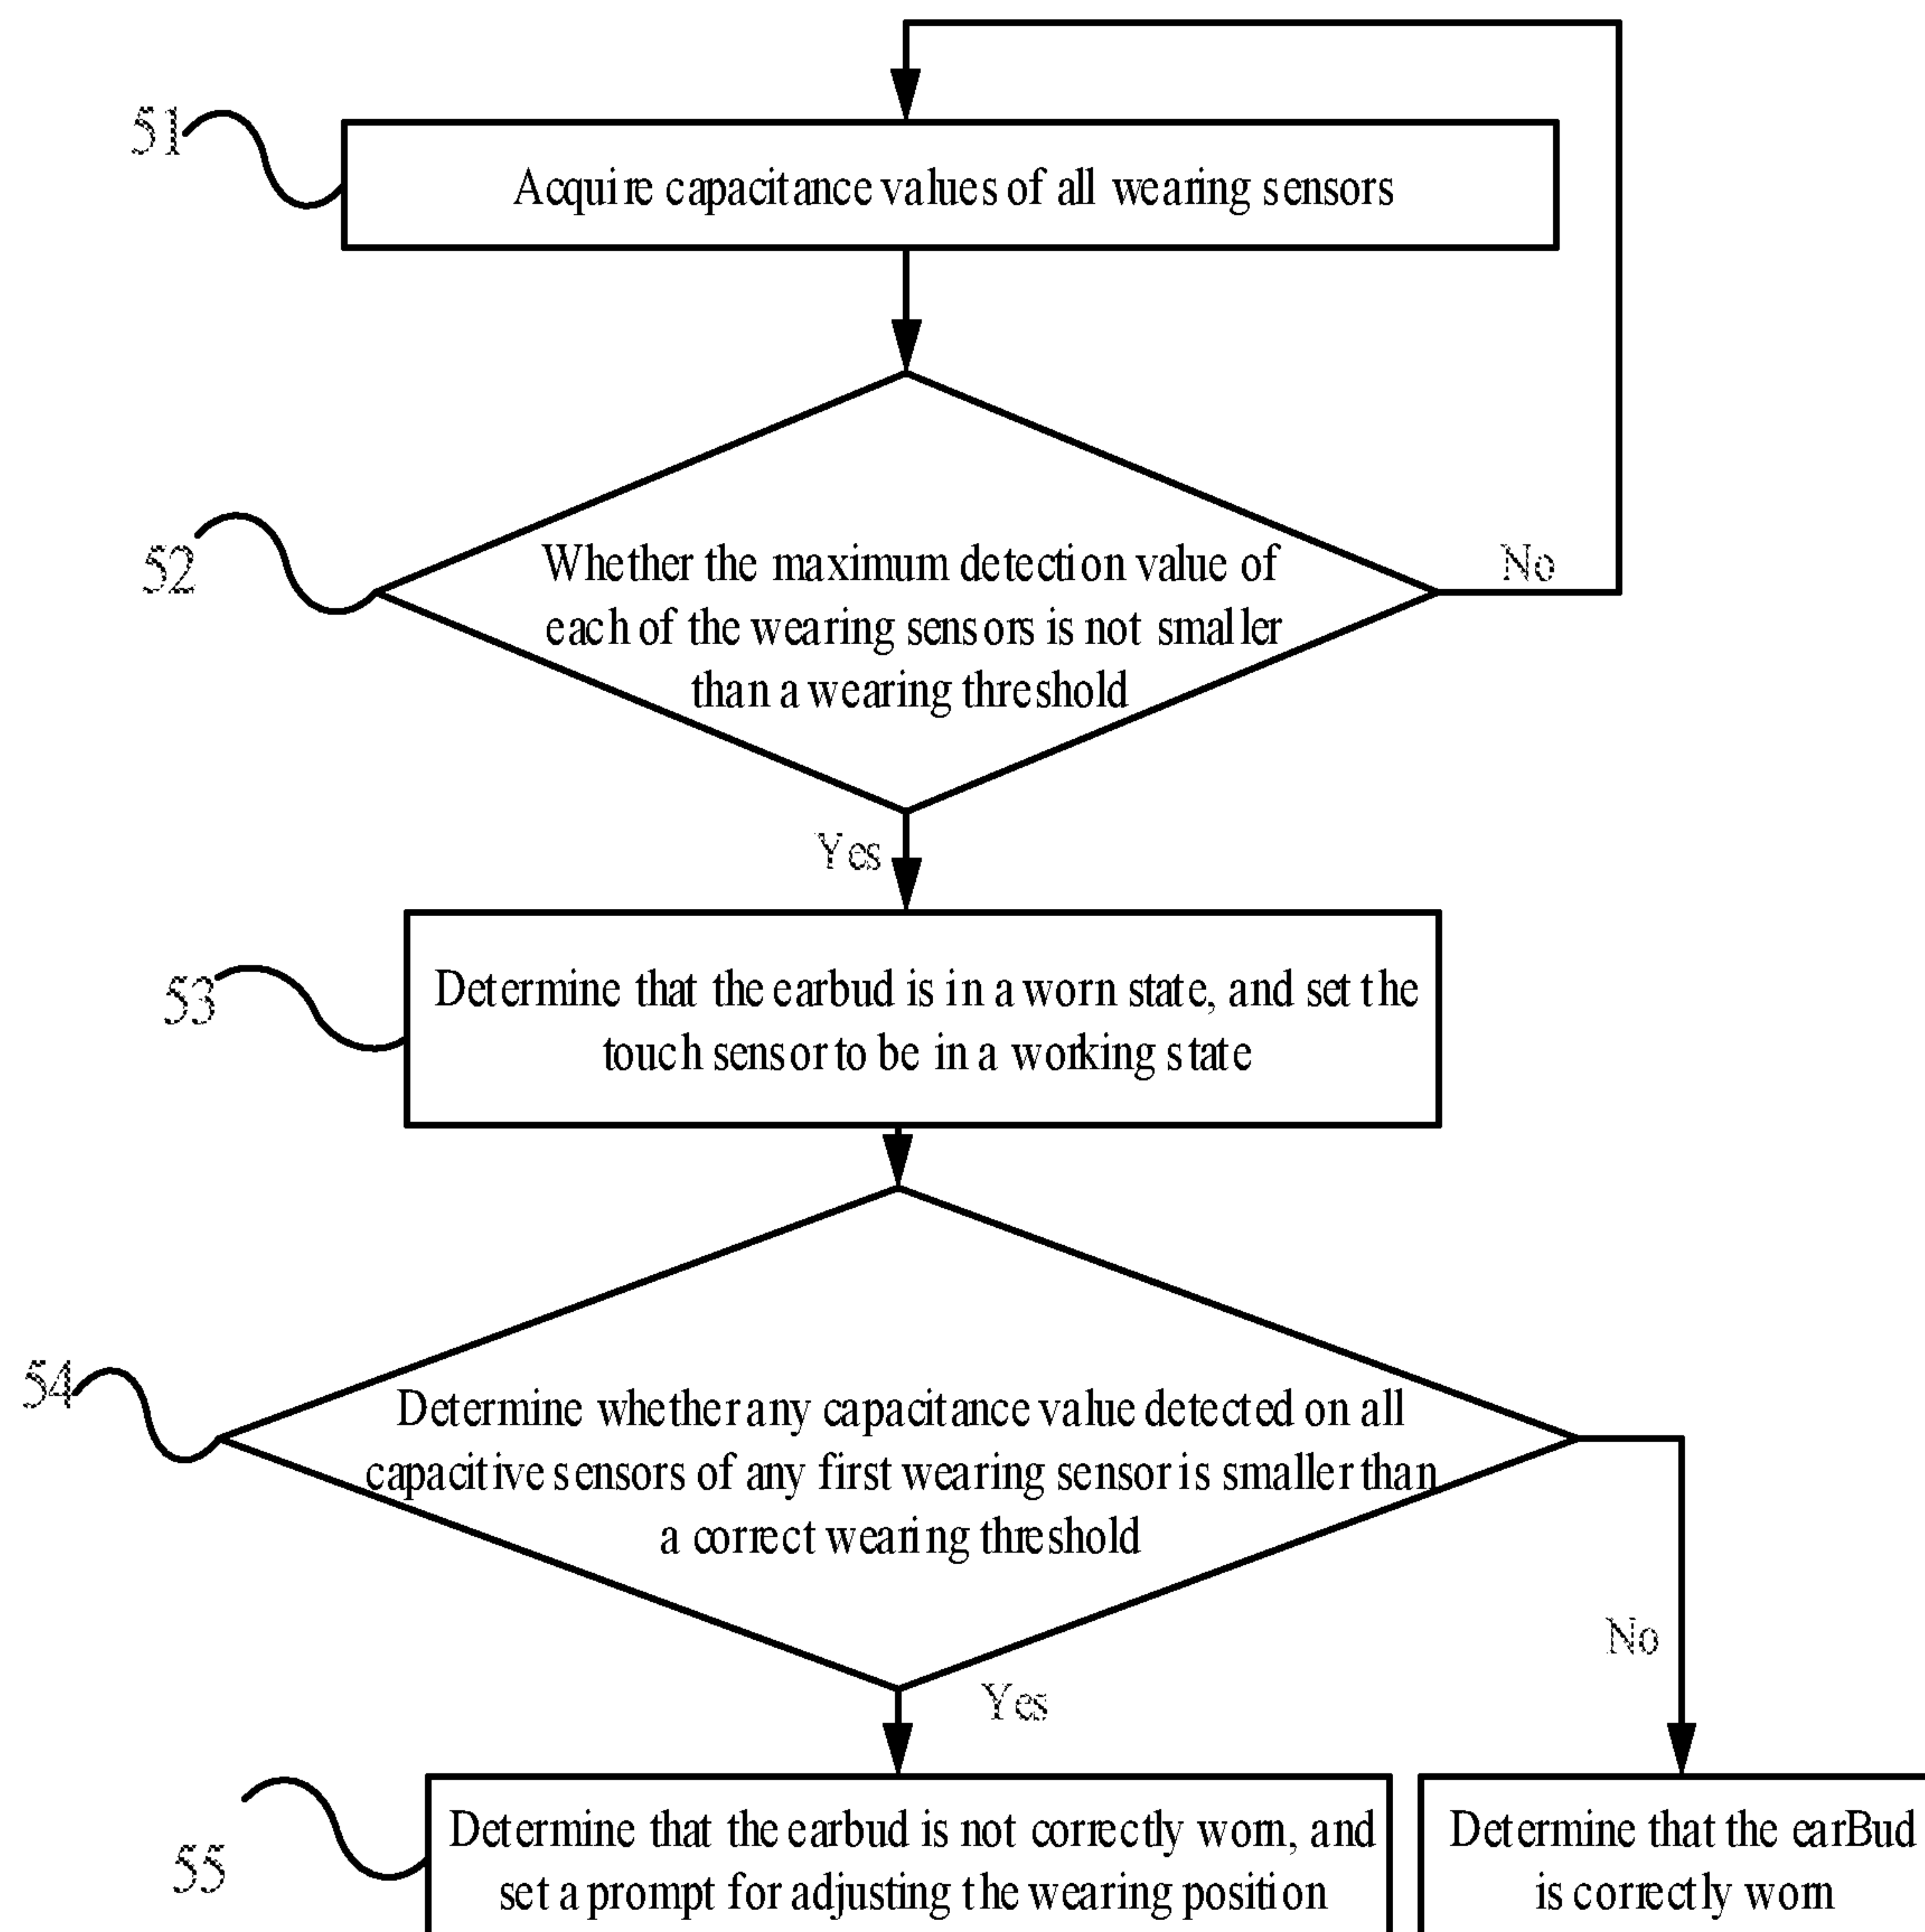 51
Acquire capacitance values of all wearing sensors
52
Whether the maximum detection value of
each of the wearing sensors is not smaller
than a wearing threshold
No
Yes
53
Determine that the earbud is in a worn state, and set the
touch sensor to be in a working state
54
Determine whether any capacitance value detected on all
capacitive sensors of any first wearing sensor is smaller than
a correct wearing threshold
No
Yes
55
Determine that the earbud is not correctly worn, and
set a prompt for adjusting the wearing position
Determine that the earBud
is correctly worn